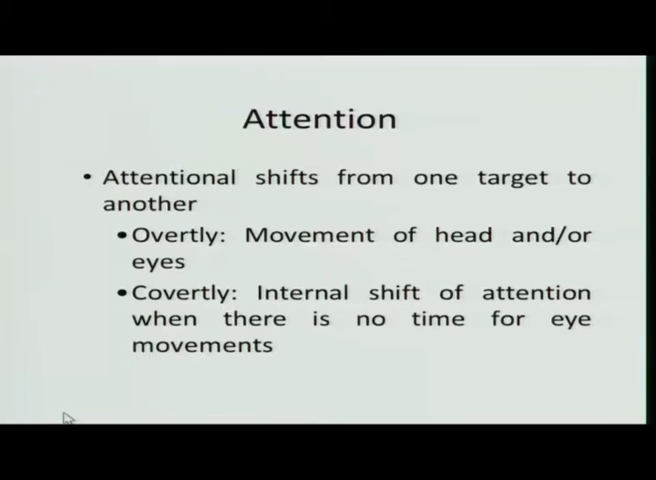 Attention
• Attentional shifts from one target to
another
• Overtly: Movement of head and/or
eyes
• Covertly: Internal shift of attention
when there is no time for eye
movements